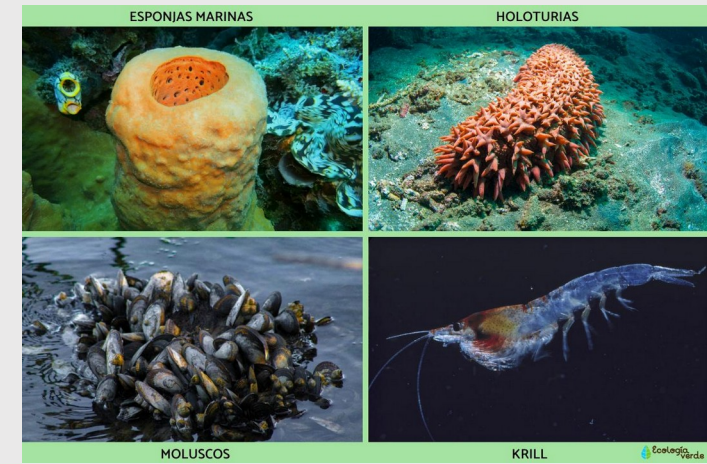 ESPONJAS MARINAS
HOLOTURIAS
MOLUSCOS
KRILL
Ecología
verde